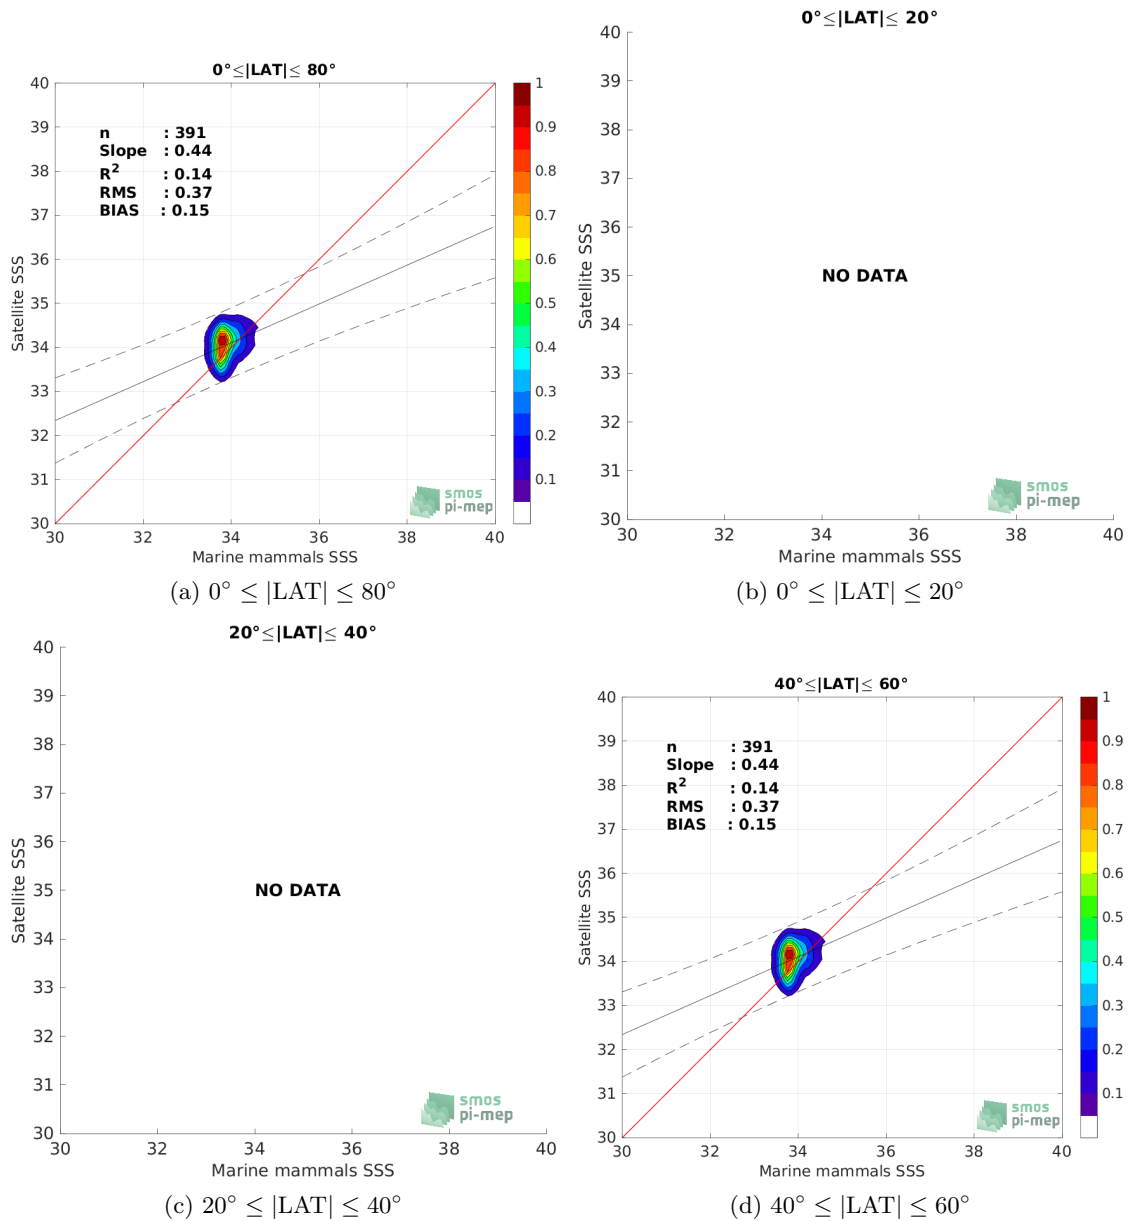 0°≤|LAT|≤ 80°
40
39
38
37
36
35
34
33
32
31
30
n : 391
Slope : 0.44
R² : 0.14
RMS : 0.37
BIAS : 0.15
Satellite SSS
30 32 34 36 38 40
Marine mammals SSS
smos
pi-mep
1
0.9
0.8
0.7
0.6
0.5
0.4
0.3
0.2
0.1
(a) 0° ≤ |LAT| ≤ 80°
0°≤|LAT|≤ 20°
40
39
38
37
36
35
34
33
32
31
30
NO DATA
Satellite SSS
30 32 34 36 38 40
Marine mammals SSS
smos
pi-mep
(b) 0° ≤ |LAT| ≤ 20°
20°≤|LAT|≤ 40°
40
39
38
37
36
35
34
33
32
31
30
NO DATA
Satellite SSS
30 32 34 36 38 40
Marine mammals SSS
smos
pi-mep
(c) 20° ≤ |LAT| ≤ 40°
40°≤|LAT|≤ 60°
40
39
38
37
36
35
34
33
32
31
30
n : 391
Slope : 0.44
R² : 0.14
RMS : 0.37
BIAS : 0.15
Satellite SSS
30 32 34 36 38 40
Marine mammals SSS
smos
pi-mep
1
0.9
0.8
0.7
0.6
0.5
0.4
0.3
0.2
0.1
(d) 40° ≤ |LAT| ≤ 60°